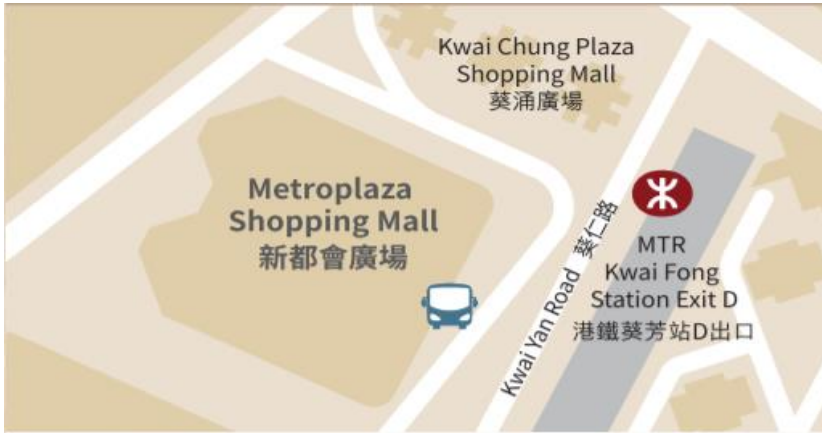 Kwai Chung Plaza
Shopping Mall
葵涌廣場
Metroplaza
Shopping Mall
新都會廣場
Kwai Yan Road 葵仁路
MTR
Kwai Fong
Station Exit D
港鐵葵芳站D出口